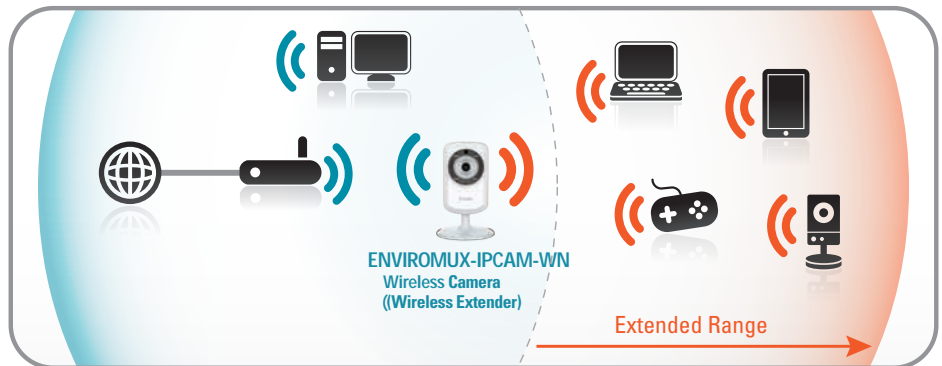 ENVIROMUX-IPCAM-WN
Wireless Camera
((Wireless Extender)
Extended Range